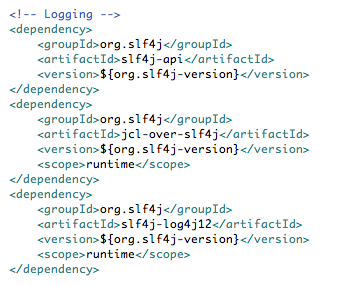 <!-- Logging -->
<dependency>
    <groupId>org.slf4j</groupId>
    <artifactId>slf4j-api</artifactId>
    <version>${org.slf4j-version}</version>
</dependency>
<dependency>
    <groupId>org.slf4j</groupId>
    <artifactId>jcl-over-slf4j</artifactId>
    <version>${org.slf4j-version}</version>
    <scope>runtime</scope>
</dependency>
<dependency>
    <groupId>org.slf4j</groupId>
    <artifactId>slf4j-log4j12</artifactId>
    <version>${org.slf4j-version}</version>
    <scope>runtime</scope>
</dependency>